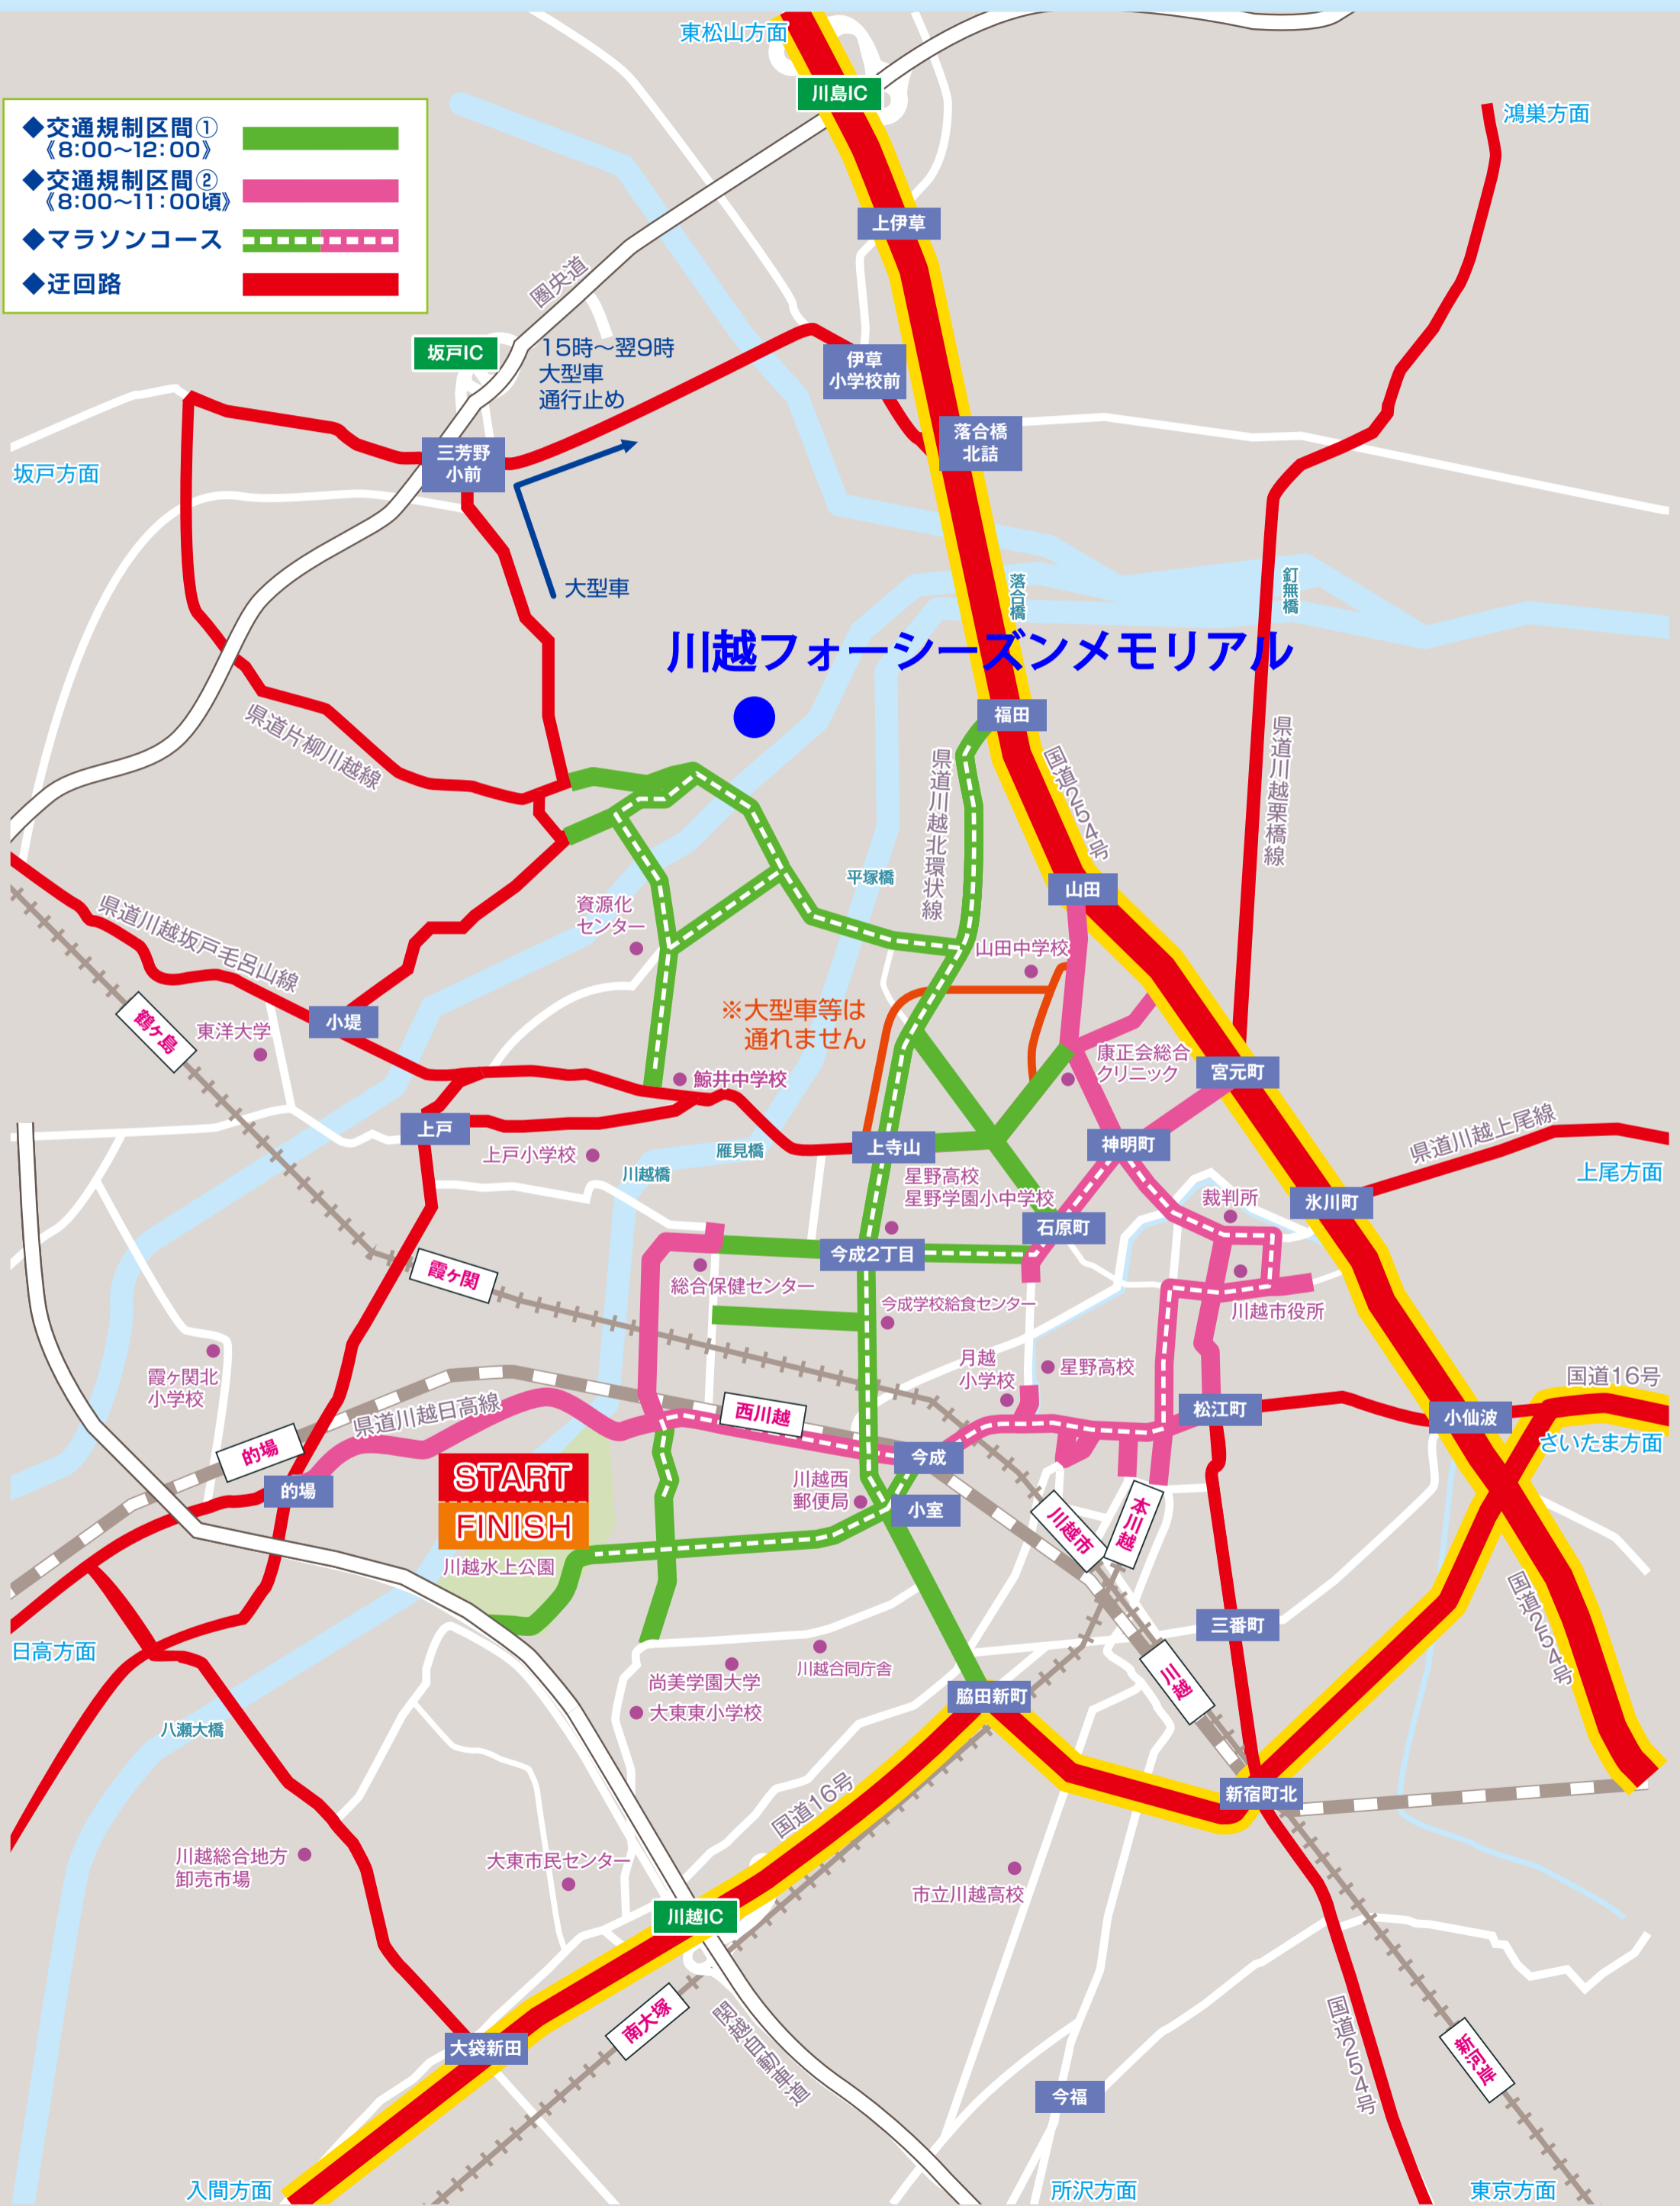 東松山方面
川島IC
鴻巣方面
◆交通規制区間①
《8:00～12:00》
◆交通規制区間②
《8:00～11:00頃》
◆マラソンコース
◆迂回路
上伊草
圏央道
坂戸IC
15時～翌9時
大型車
通行止め
伊草
小学校前
落合橋
北詰
三芳野
小前
坂戸方面
大型車
落合橋
釘無橋
川越フォーシーズンメモリアル
福田
県道片柳川越線
県道川越北環状線
国道254号
県道川越栗橋線
平塚橋
山田
資源化
センター
山田中学校
県道川越坂戸毛呂山線
※大型車等は
通れません
鶴ヶ島
東洋大学
小堤
鯨井中学校
康正会総合
クリニック
宮元町
上戸
上戸小学校
雁見橋
川越橋
上寺山
神明町
県道川越上尾線
上尾方面
星野高校
星野学園小中学校
裁判所
氷川町
石原町
今成2丁目
霞ヶ関
総合保健センター
今成学校給食センター
川越市役所
霞ヶ関北
小学校
月越
小学校
星野高校
国道16号
県道川越日高線
西川越
松江町
小仙波
さいたま方面
的場
的場
START
FINISH
川越水上公園
今成
川越西
郵便局
小室
川越市
本川越
国道254号
三番町
日高方面
川越
尚美学園大学
川越合同庁舎
脇田新町
大東東小学校
八瀬大橋
新宿町北
国道16号
川越総合地方
卸売市場
大東市民センター
市立川越高校
川越IC
南大塚
関越自動車道
大袋新田
国道254号
新河岸
今福
入間方面
所沢方面
東京方面